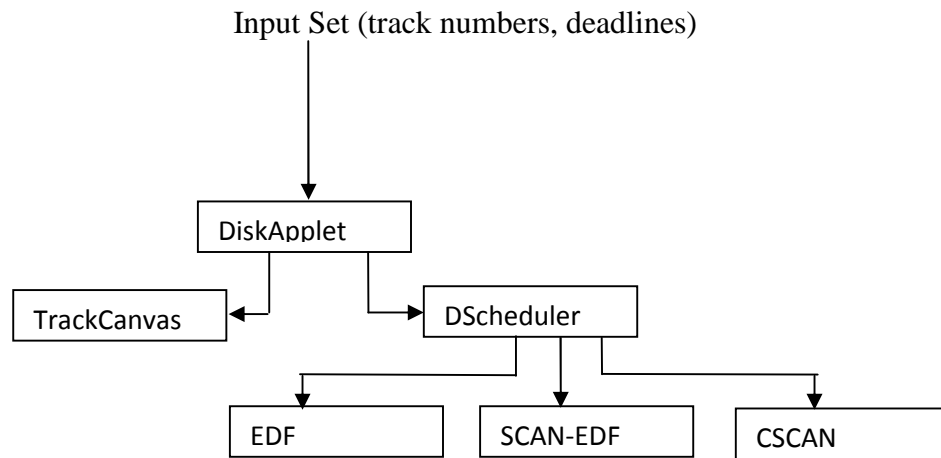 Input Set (track numbers, deadlines)
DiskApplet
TrackCanvas
DScheduler
EDF
SCAN-EDF
CSCAN